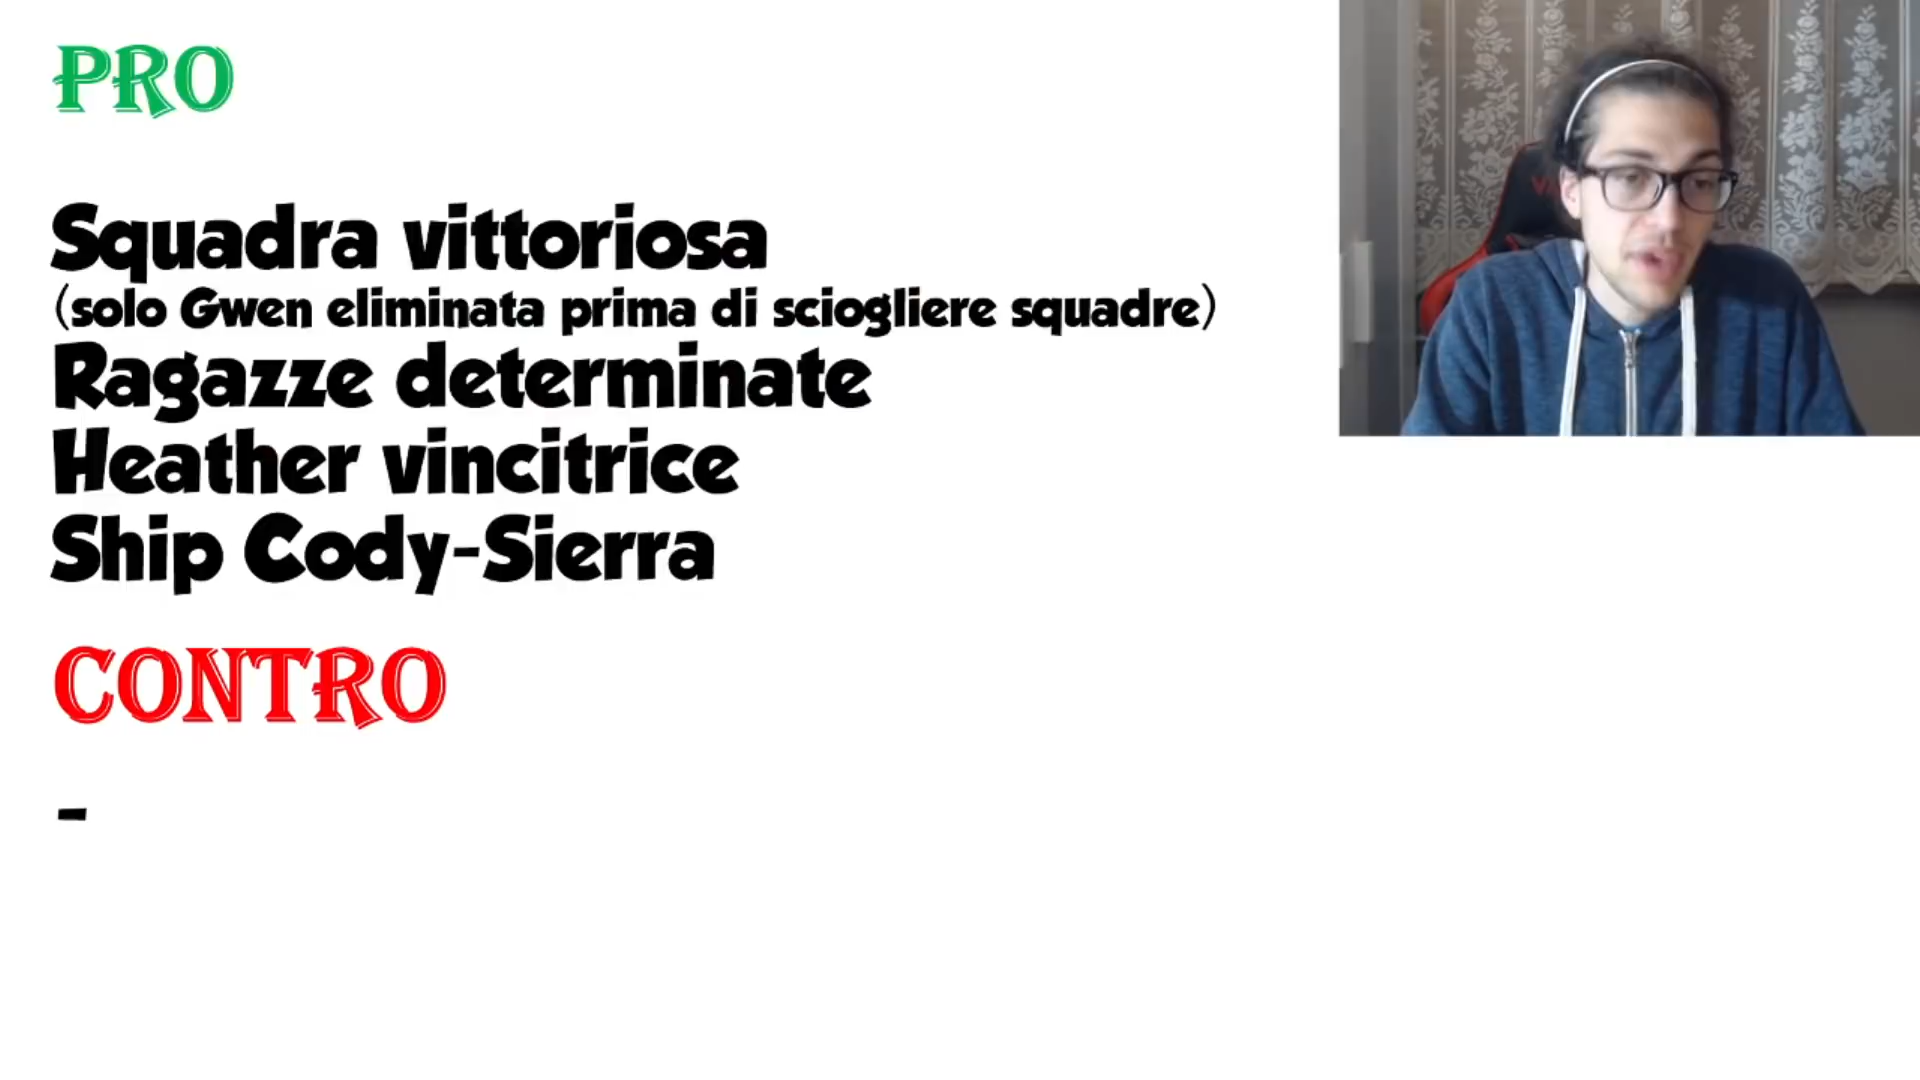 PRO
Squadra vittoriosa
(solo Gwen eliminata prima di sciogliere squadre)
Ragazze determinate
Heather vincitrice
Ship Cody-Sierra
CONTRO
-